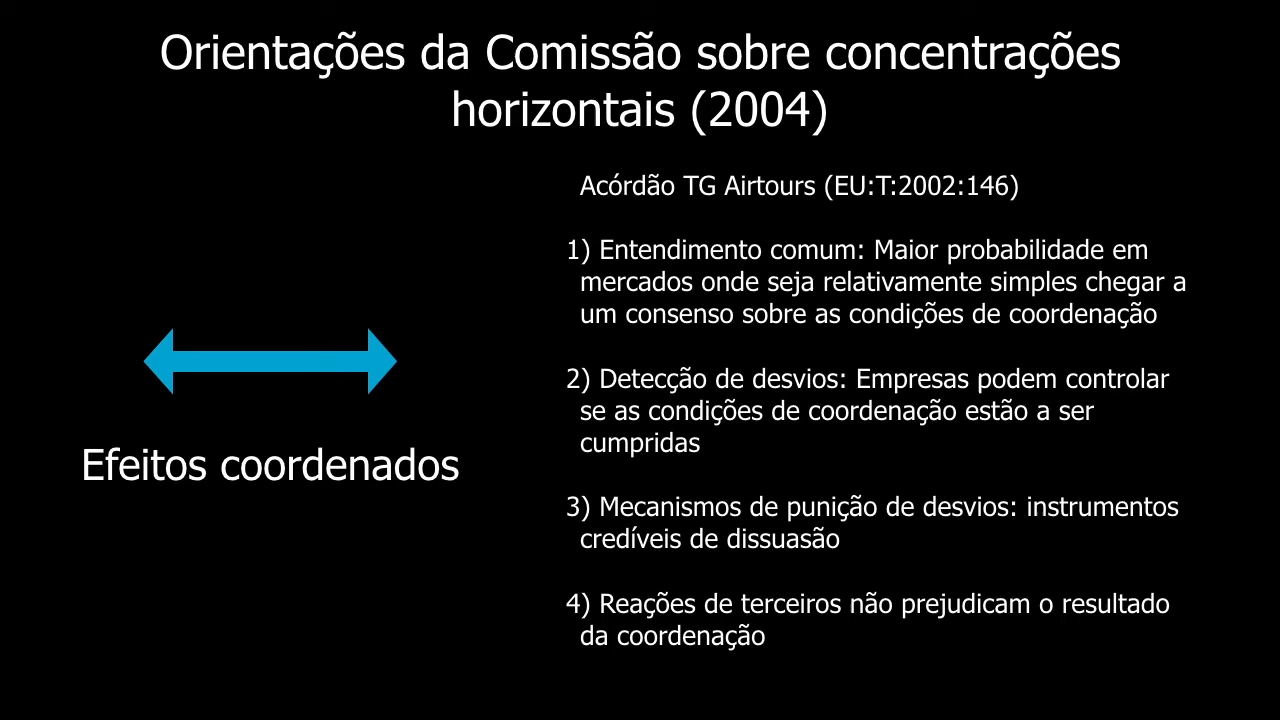 Orientações da Comissão sobre concentrações
horizontais (2004)
Acórdão TG Airtours (EU:T:2002:146)
1) Entendimento comum: Maior probabilidade em
mercados onde seja relativamente simples chegar a
um consenso sobre as condições de coordenação
2) Detecção de desvios: Empresas podem controlar
se as condições de coordenação estão a ser
cumpridas
3) Mecanismos de punição de desvios: instrumentos
credíveis de dissuasão
4) Reações de terceiros não prejudicam o resultado
da coordenação
Efeitos coordenados